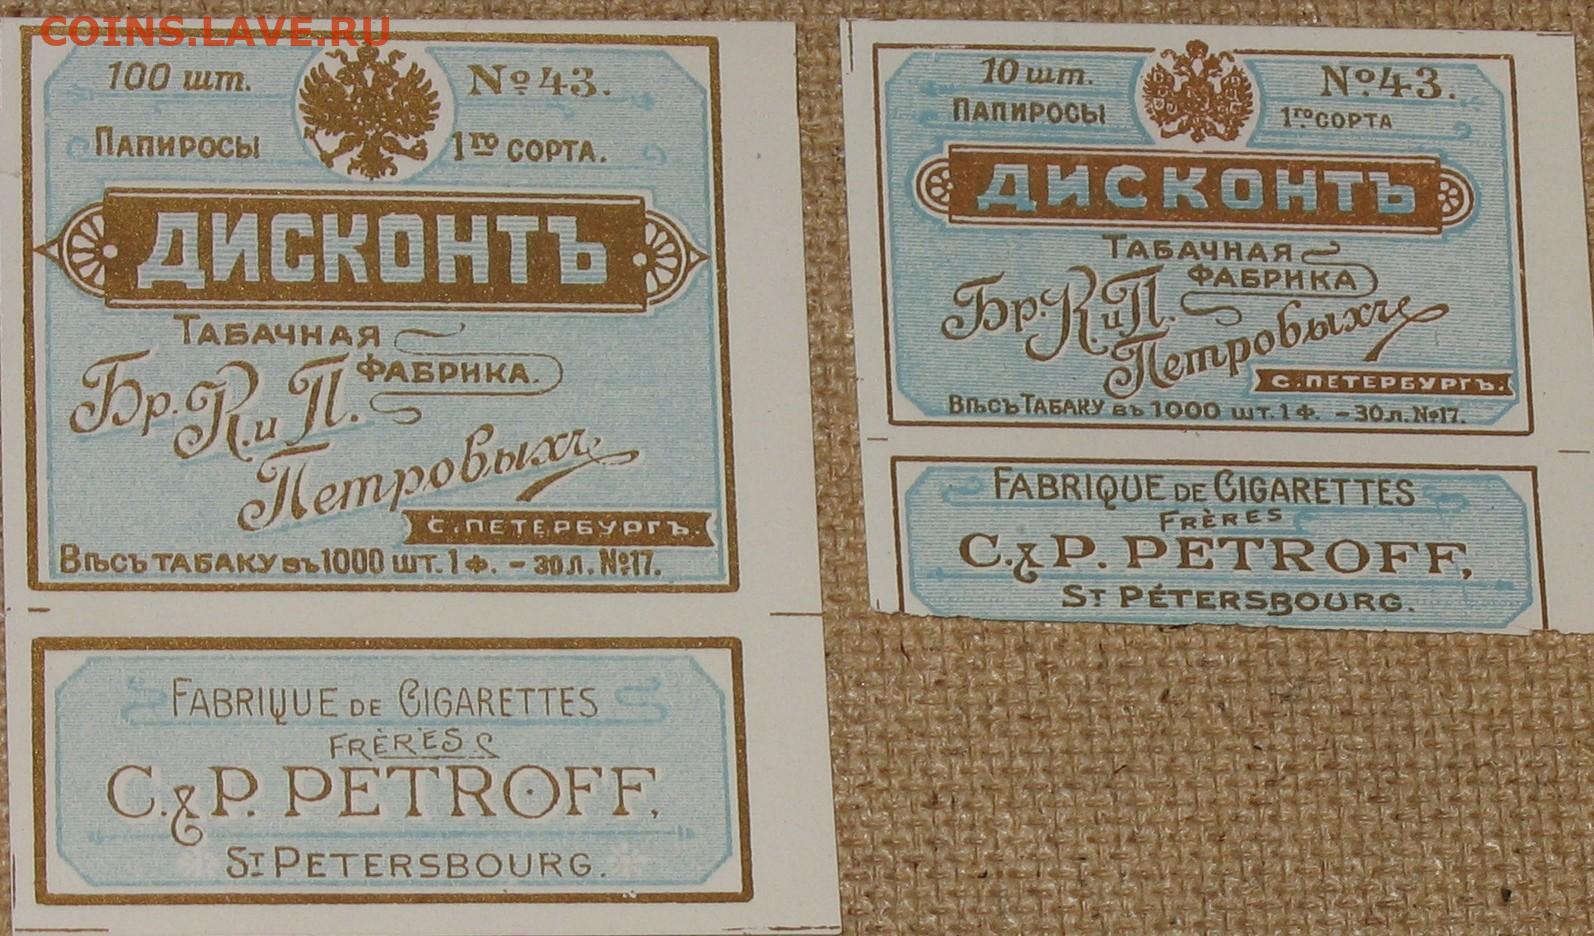 COINS.LAVE.RU
100 шт. №43.
Папиросы 1го сорта.
ДИСКОНТЪ
Табачная
Фабрика.
Бр. К. и П.
Петровыхъ
С. ПЕТЕРБУРГЪ.
Вѣсъ табаку въ 1000 шт. 1 ф. – 30 л. №17.
Fabrique de Cigarettes
Frères
C. & P. PETROFF,
St Petersbourg.
10 шт. №43.
Папиросы 1го сорта
ДИСКОНТЪ
Табачная
Фабрика
Бр. К. и П.
Петровыхъ
С. ПЕТЕРБУРГЪ.
Вѣсъ Табаку въ 1000 шт. 1 ф. – 30 л. №17.
Fabrique de Cigarettes
Frères
C. & P. PETROFF,
St Pétersbourg.